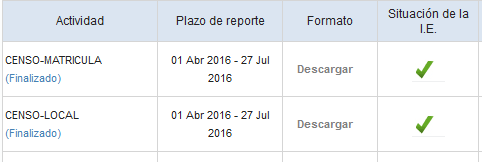 Actividad Plazo de reporte Formato Situación de la
I.E.
CENSO-MATRICULA
(Finalizado)
01 Abr 2016 - 27 Jul
2016
Descargar
CENSO-LOCAL
(Finalizado)
01 Abr 2016 - 27 Jul
2016
Descargar